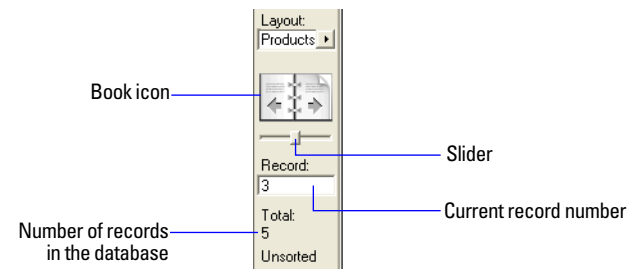 Layout:
Products
Book icon
Slider
Record:
3
Current record number
Total:
5
Number of records
in the database
Unsorted